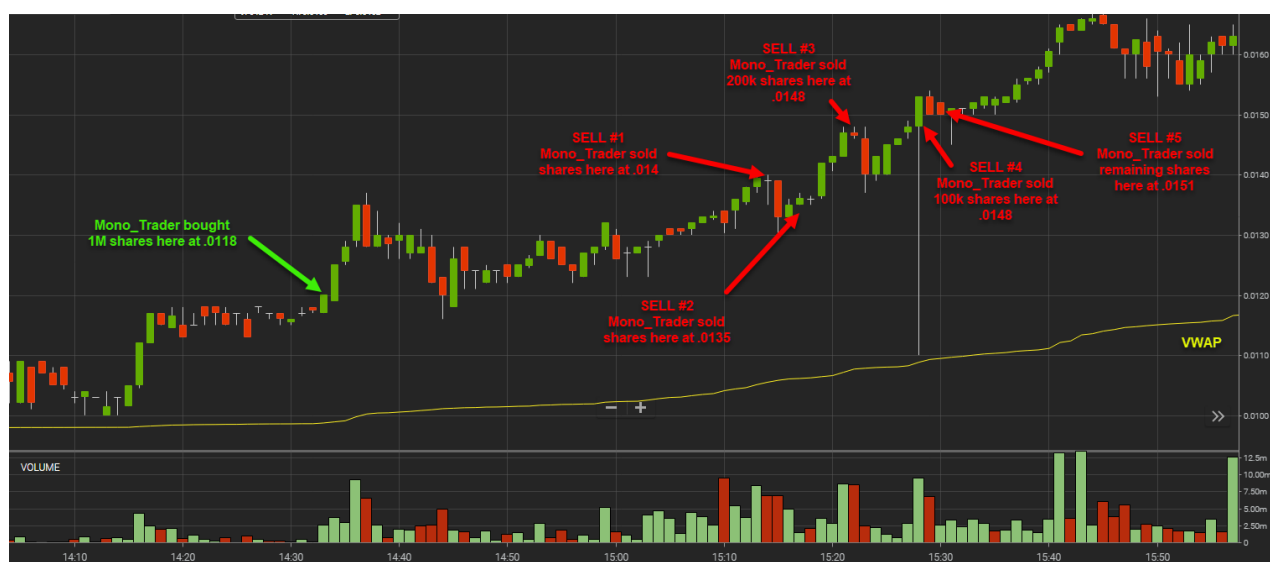 SELL #3
Mono_Trader sold
200k shares here at
.0148
SELL #1
Mono_Trader sold
shares here at .014
SELL #5
Mono_Trader sold
remaining shares
here at .0151
SELL #4
Mono_Trader sold
100k shares here at
.0148
Mono_Trader bought
1M shares here at .0118
SELL #2
Mono_Trader sold
shares here at .0135
VWAP
0.0160
0.0150
0.0140
0.0130
0.0120
0.0110
0.0100
VOLUME
12.5m
10.00m
7.50m
5.00m
2.50m
0
14:10 14:20 14:30 14:40 14:50 15:00 15:10 15:20 15:30 15:40 15:50